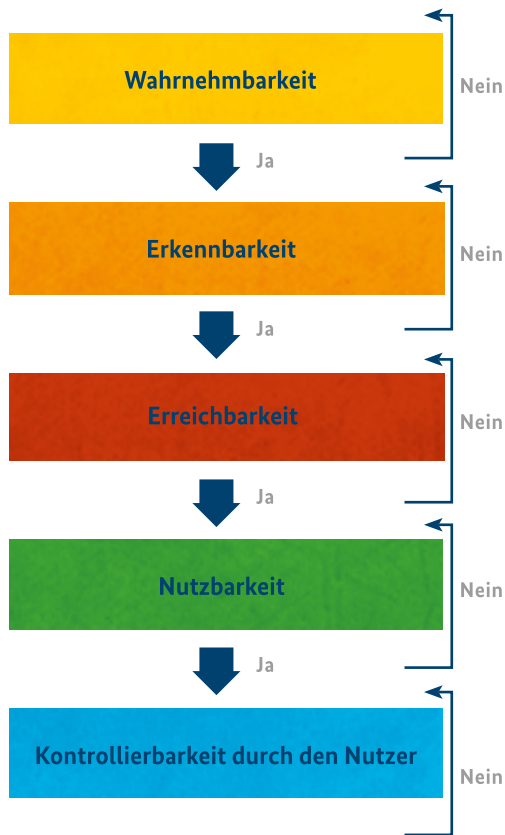 Wahrnehmbarkeit
Nein
Ja
Erkennbarkeit
Nein
Ja
Erreichbarkeit
Nein
Ja
Nutzbarkeit
Nein
Ja
Kontrollierbarkeit durch den Nutzer
Nein